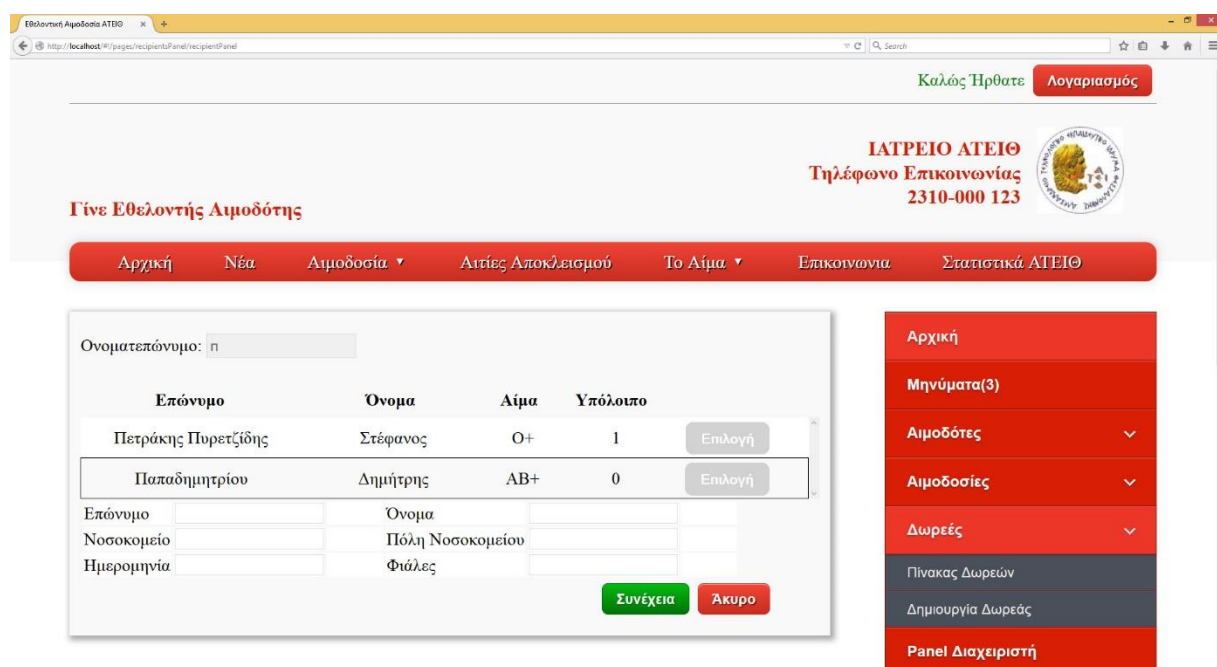 Εθελοντική Αιμοδοσία ΑΤΕΙΘ × +
http://localhost/#!/pages/recipientsPanel/recipientPanel Search
Καλώς Ήρθατε Λογαριασμός
ΙΑΤΡΕΙΟ ΑΤΕΙΘ
Τηλέφωνο Επικοινωνίας
2310-000 123
Γίνε Εθελοντής Αιμοδότης
Αρχική Νέα Αιμοδοσία ▼ Αιτίες Αποκλεισμού Το Αίμα ▼ Επικοινωνια Στατιστικά ΑΤΕΙΘ
Ονοματεπώνυμο: π
Επώνυμο Όνομα Αίμα Υπόλοιπο
Πετράκης Πυρετζίδης Στέφανος O+ 1 Επιλογή
Παπαδημητρίου Δημήτρης AB+ 0 Επιλογή
Επώνυμο Όνομα
Νοσοκομείο Πόλη Νοσοκομείου
Ημερομηνία Φιάλες
Συνέχεια Άκυρο
Αρχική
Μηνύματα(3)
Αιμοδότες
Αιμοδοσίες
Δωρεές
Πίνακας Δωρεών
Δημιουργία Δωρεάς
Panel Διαχειριστή